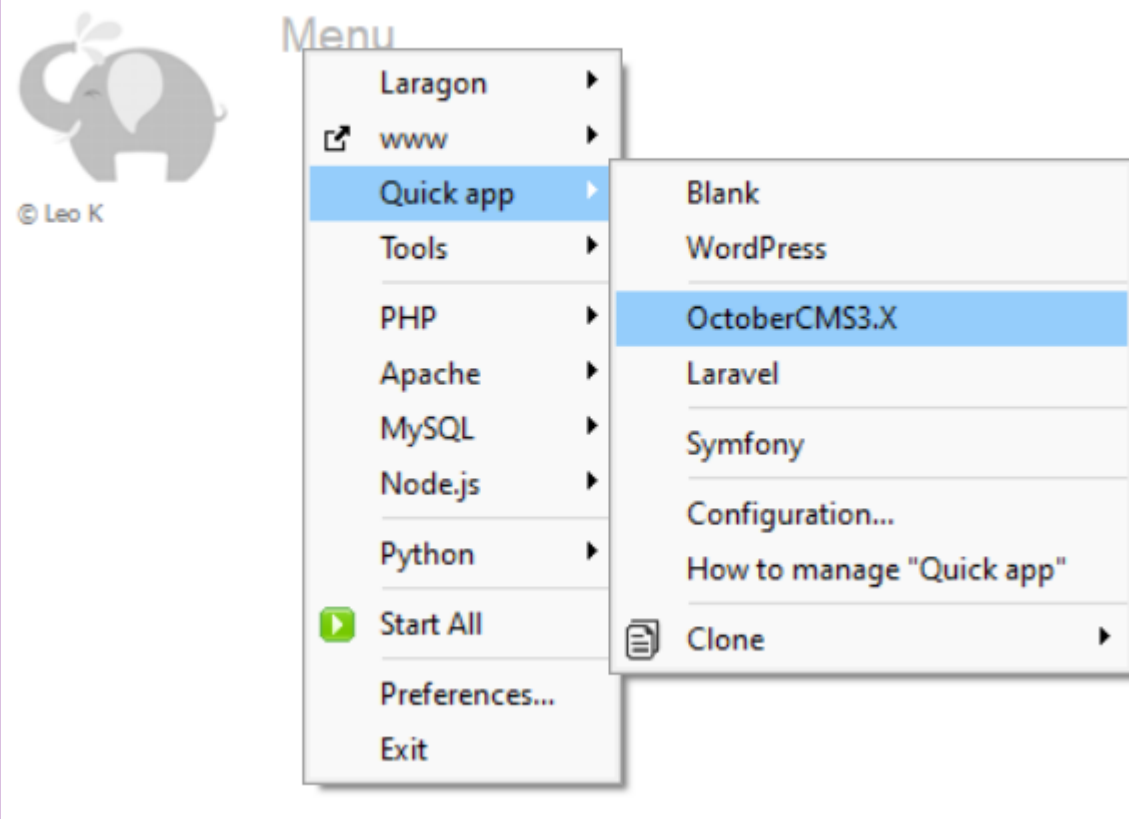 Menu
© Leo K
Laragon
www
Quick app
Tools
PHP
Apache
MySQL
Node.js
Python
Start All
Preferences...
Exit
Blank
WordPress
OctoberCMS3.X
Laravel
Symfony
Configuration...
How to manage "Quick app"
Clone